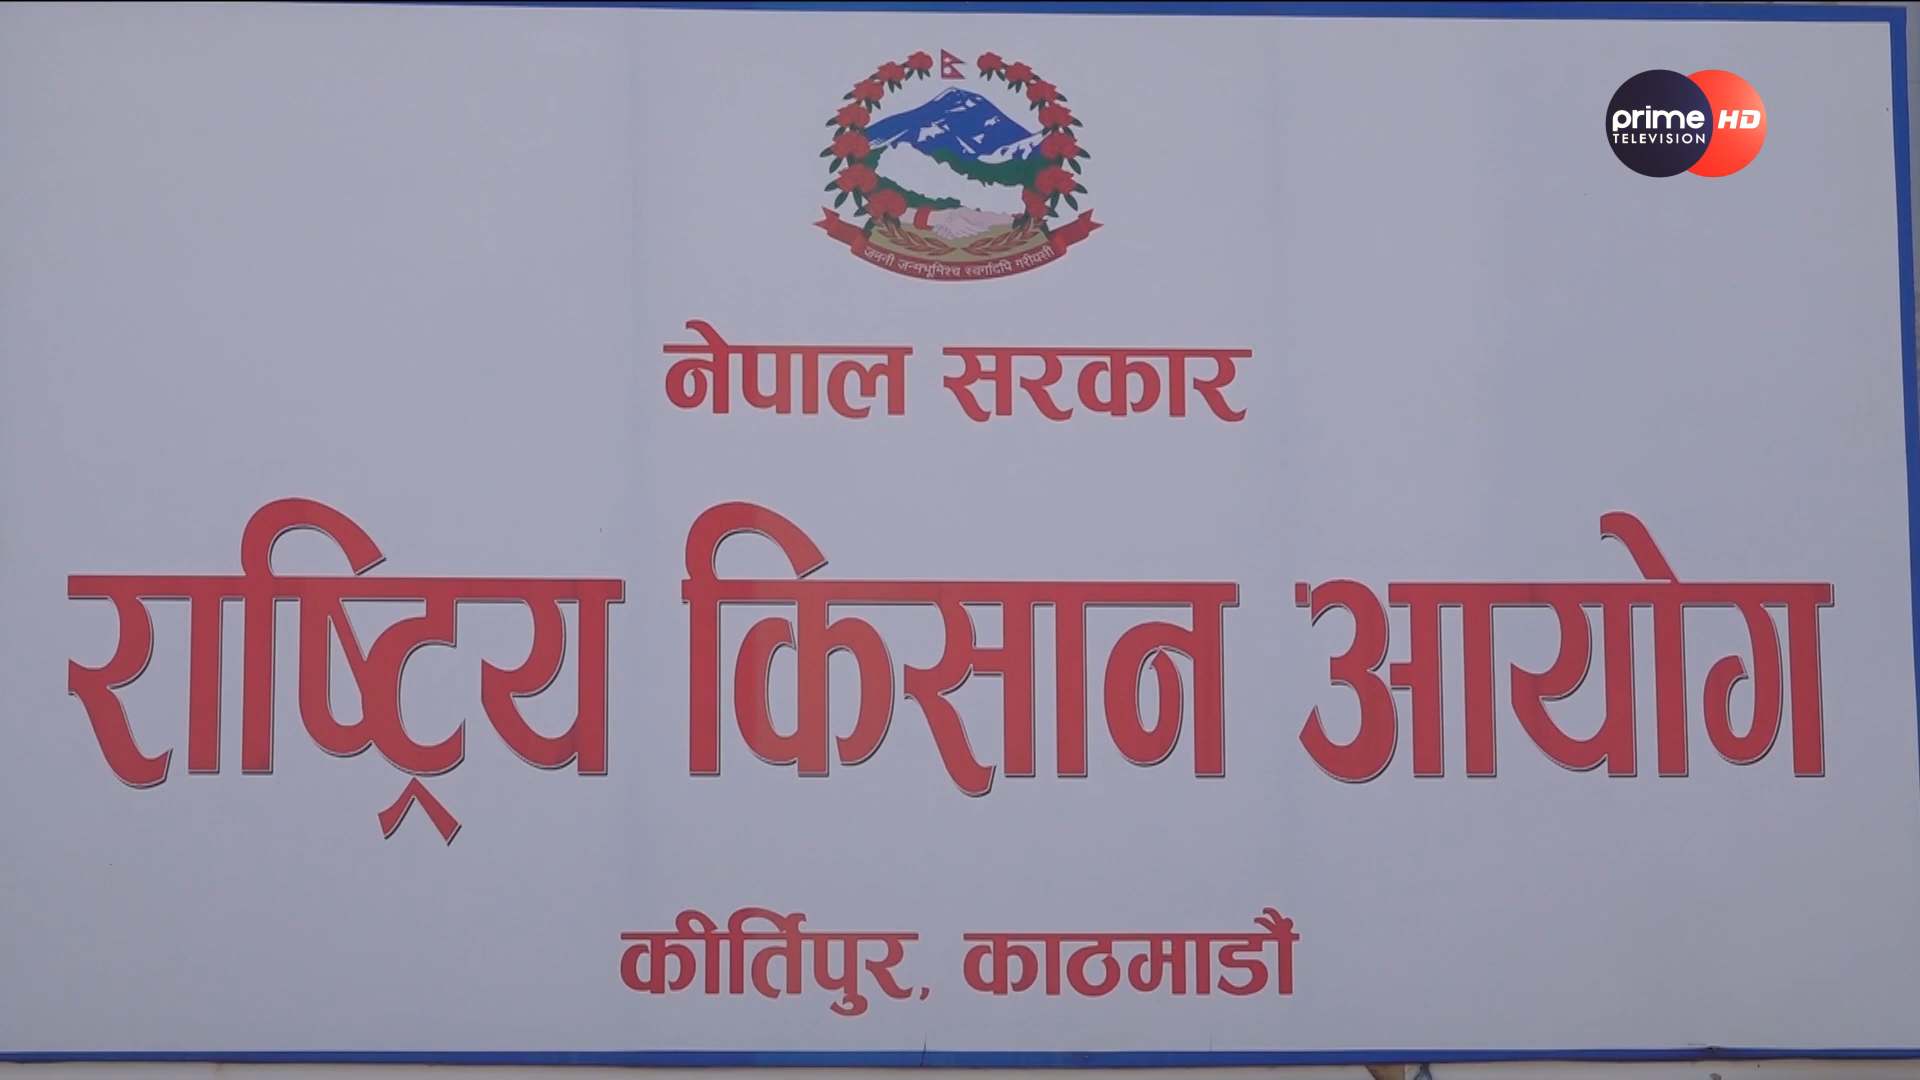 prime HD
TELEVISION
जननी जन्मभूमिश्च स्वर्गादपि गरीयसी
नेपाल सरकार
राष्ट्रिय किसान आयोग
कीर्तिपुर, काठमाडौं